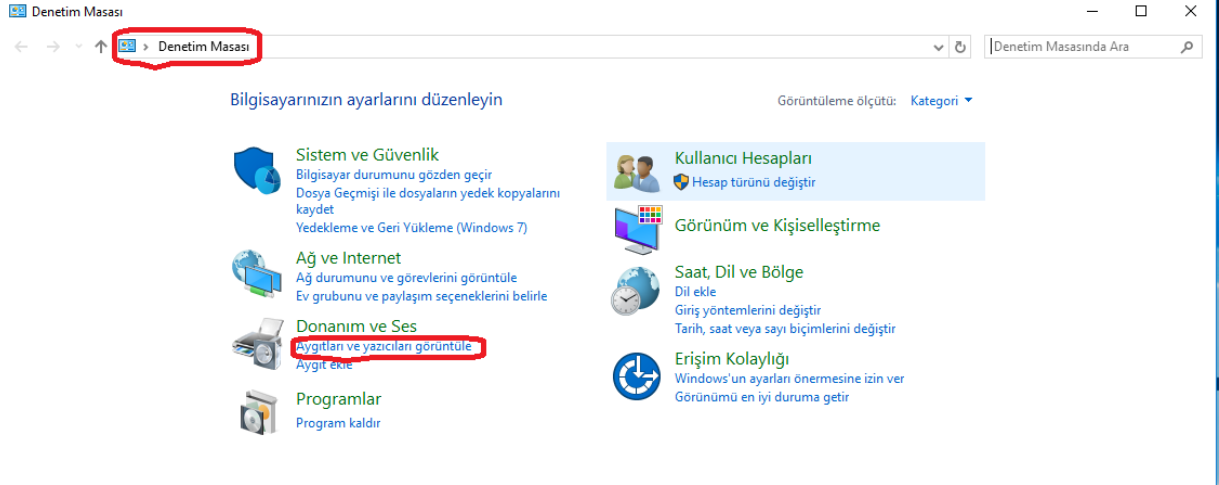 Denetim Masası
Denetim Masası
Denetim Masasında Ara
Bilgisayarınızın ayarlarını düzenleyin
Görüntüleme ölçütü: Kategori
Sistem ve Güvenlik
Bilgisayar durumunu gözden geçir
Dosya Geçmişi ile dosyaların yedek kopyalarını
kaydet
Yedekleme ve Geri Yükleme (Windows 7)
Ağ ve Internet
Ağ durumunu ve görevlerini görüntüle
Ev grubunu ve paylaşım seçeneklerini belirle
Donanım ve Ses
Aygıtları ve yazıcıları görüntüle
Aygıt ekle
Programlar
Program kaldır
Kullanıcı Hesapları
Hesap türünü değiştir
Görünüm ve Kişiselleştirme
Saat, Dil ve Bölge
Dil ekle
Giriş yöntemlerini değiştir
Tarih, saat veya sayı biçimlerini değiştir
Erişim Kolaylığı
Windows'un ayarları önermesine izin ver
Görünümü en iyi duruma getir